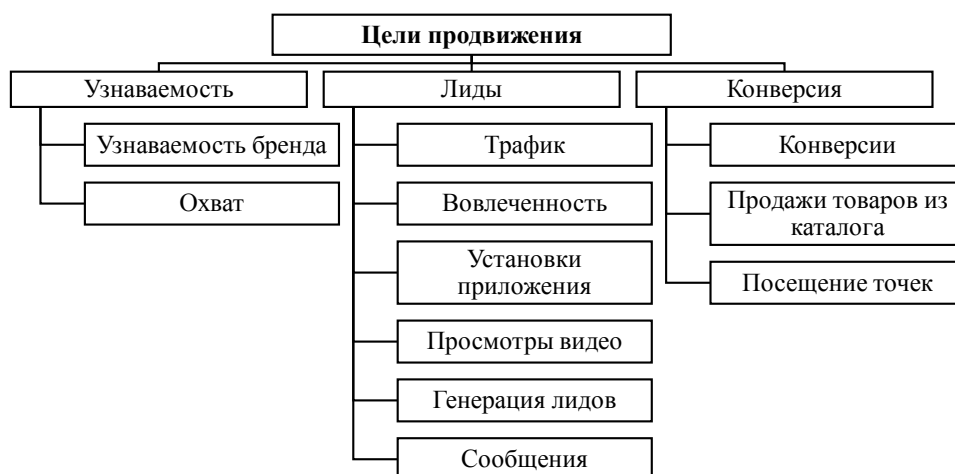 Цели продвижения
Узнаваемость
Узнаваемость бренда
Охват
Лиды
Трафик
Вовлеченность
Установки
приложения
Просмотры видео
Генерация лидов
Сообщения
Конверсия
Конверсии
Продажи товаров из
каталога
Посещение точек